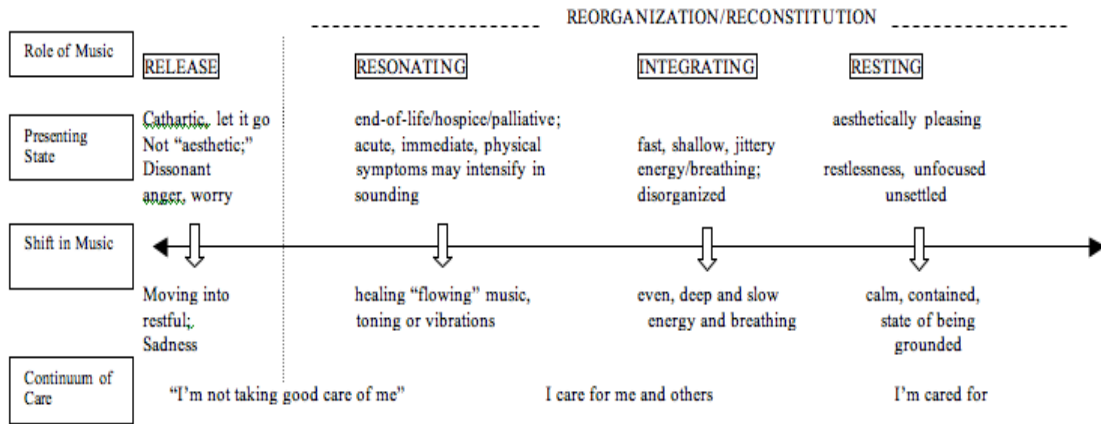 REORGANIZATION/RECONSTITUTION
Role of Music
RELEASE
RESONATING
INTEGRATING
RESTING
Presenting
State
Cathartic, let it go
Not “aesthetic;”
Dissonant
anger, worry
end-of-life/hospice/palliative;
acute, immediate, physical
symptoms may intensify in
sounding
fast, shallow, jittery
energy/breathing;
disorganized
aesthetically pleasing
restlessness, unfocused
unsettled
Shift in Music
Moving into
restful;
Sadness
healing “flowing” music,
toning or vibrations
even, deep and slow
energy and breathing
calm, contained,
state of being
grounded
Continuum of
Care
“I’m not taking good care of me”
I care for me and others
I’m cared for